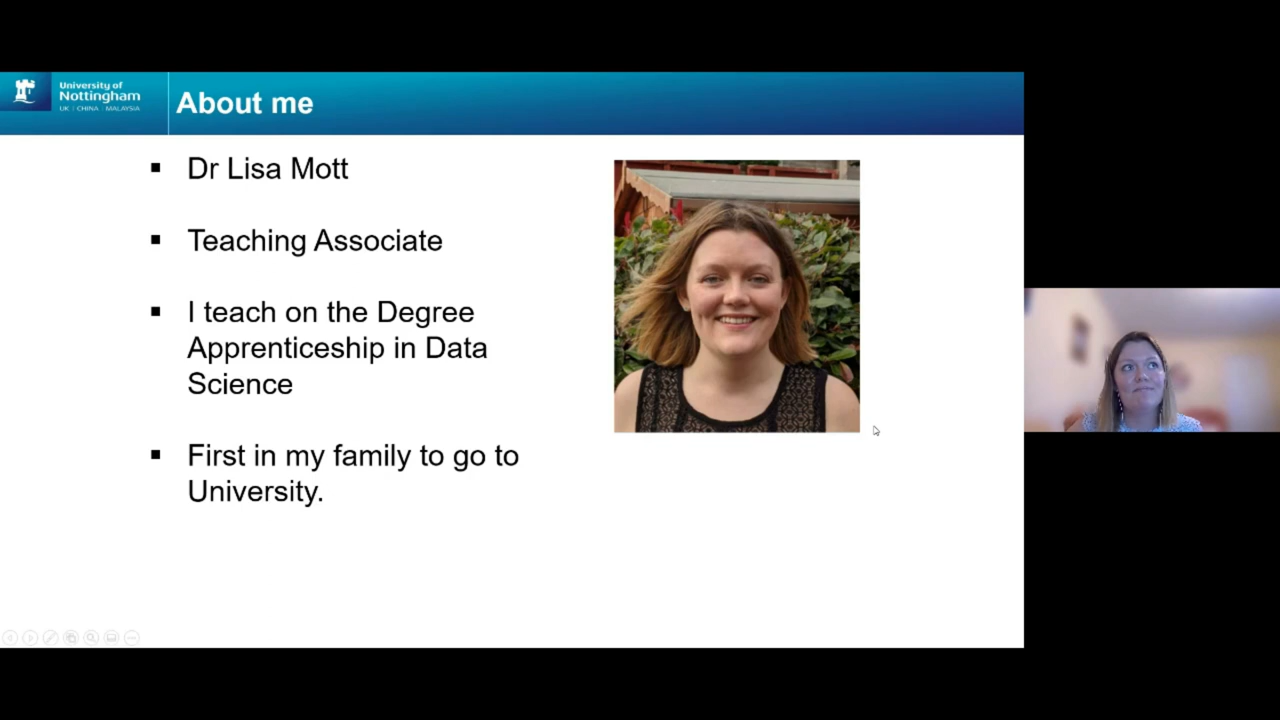 University of
Nottingham
UK | CHINA | MALAYSIA
About me
Dr Lisa Mott
Teaching Associate
I teach on the Degree
Apprenticeship in Data
Science
First in my family to go to
University.